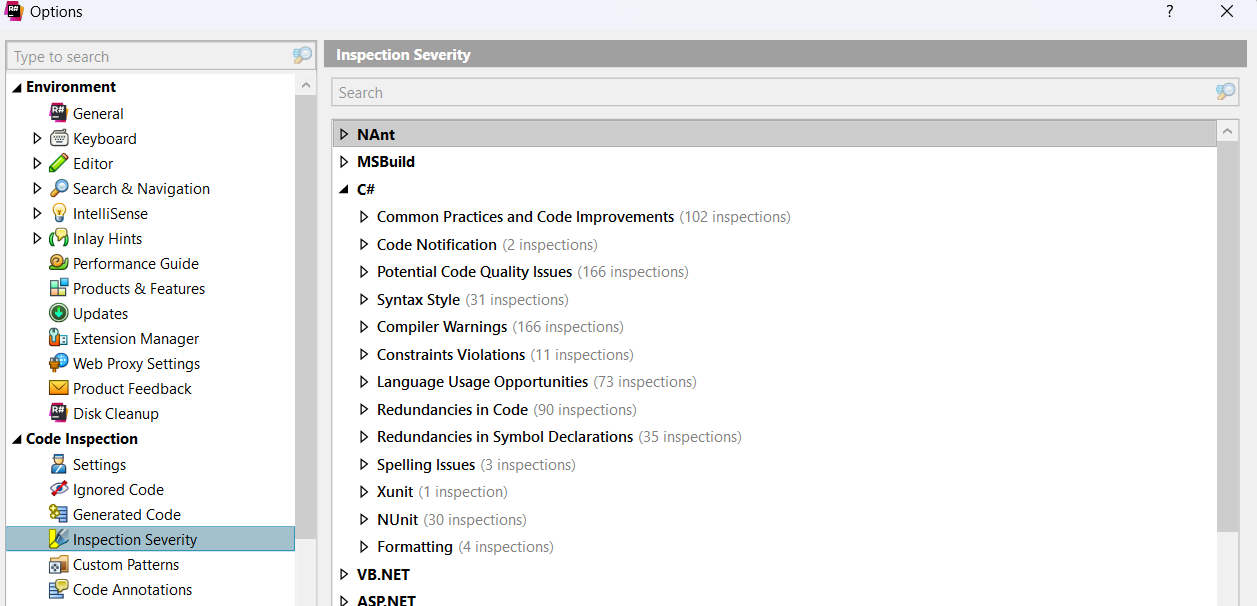 R#
Options
?
Type to search
Environment
R# General
Keyboard
Editor
Search & Navigation
IntelliSense
Inlay Hints
Performance Guide
Products & Features
Updates
Extension Manager
Web Proxy Settings
Product Feedback
R# Disk Cleanup
Code Inspection
Settings
Ignored Code
Generated Code
Inspection Severity
Custom Patterns
Code Annotations
Inspection Severity
Search
NAnt
MSBuild
C#
Common Practices and Code Improvements (102 inspections)
Code Notification (2 inspections)
Potential Code Quality Issues (166 inspections)
Syntax Style (31 inspections)
Compiler Warnings (166 inspections)
Constraints Violations (11 inspections)
Language Usage Opportunities (73 inspections)
Redundancies in Code (90 inspections)
Redundancies in Symbol Declarations (35 inspections)
Spelling Issues (3 inspections)
Xunit (1 inspection)
NUnit (30 inspections)
Formatting (4 inspections)
VB.NET
ASP.NET